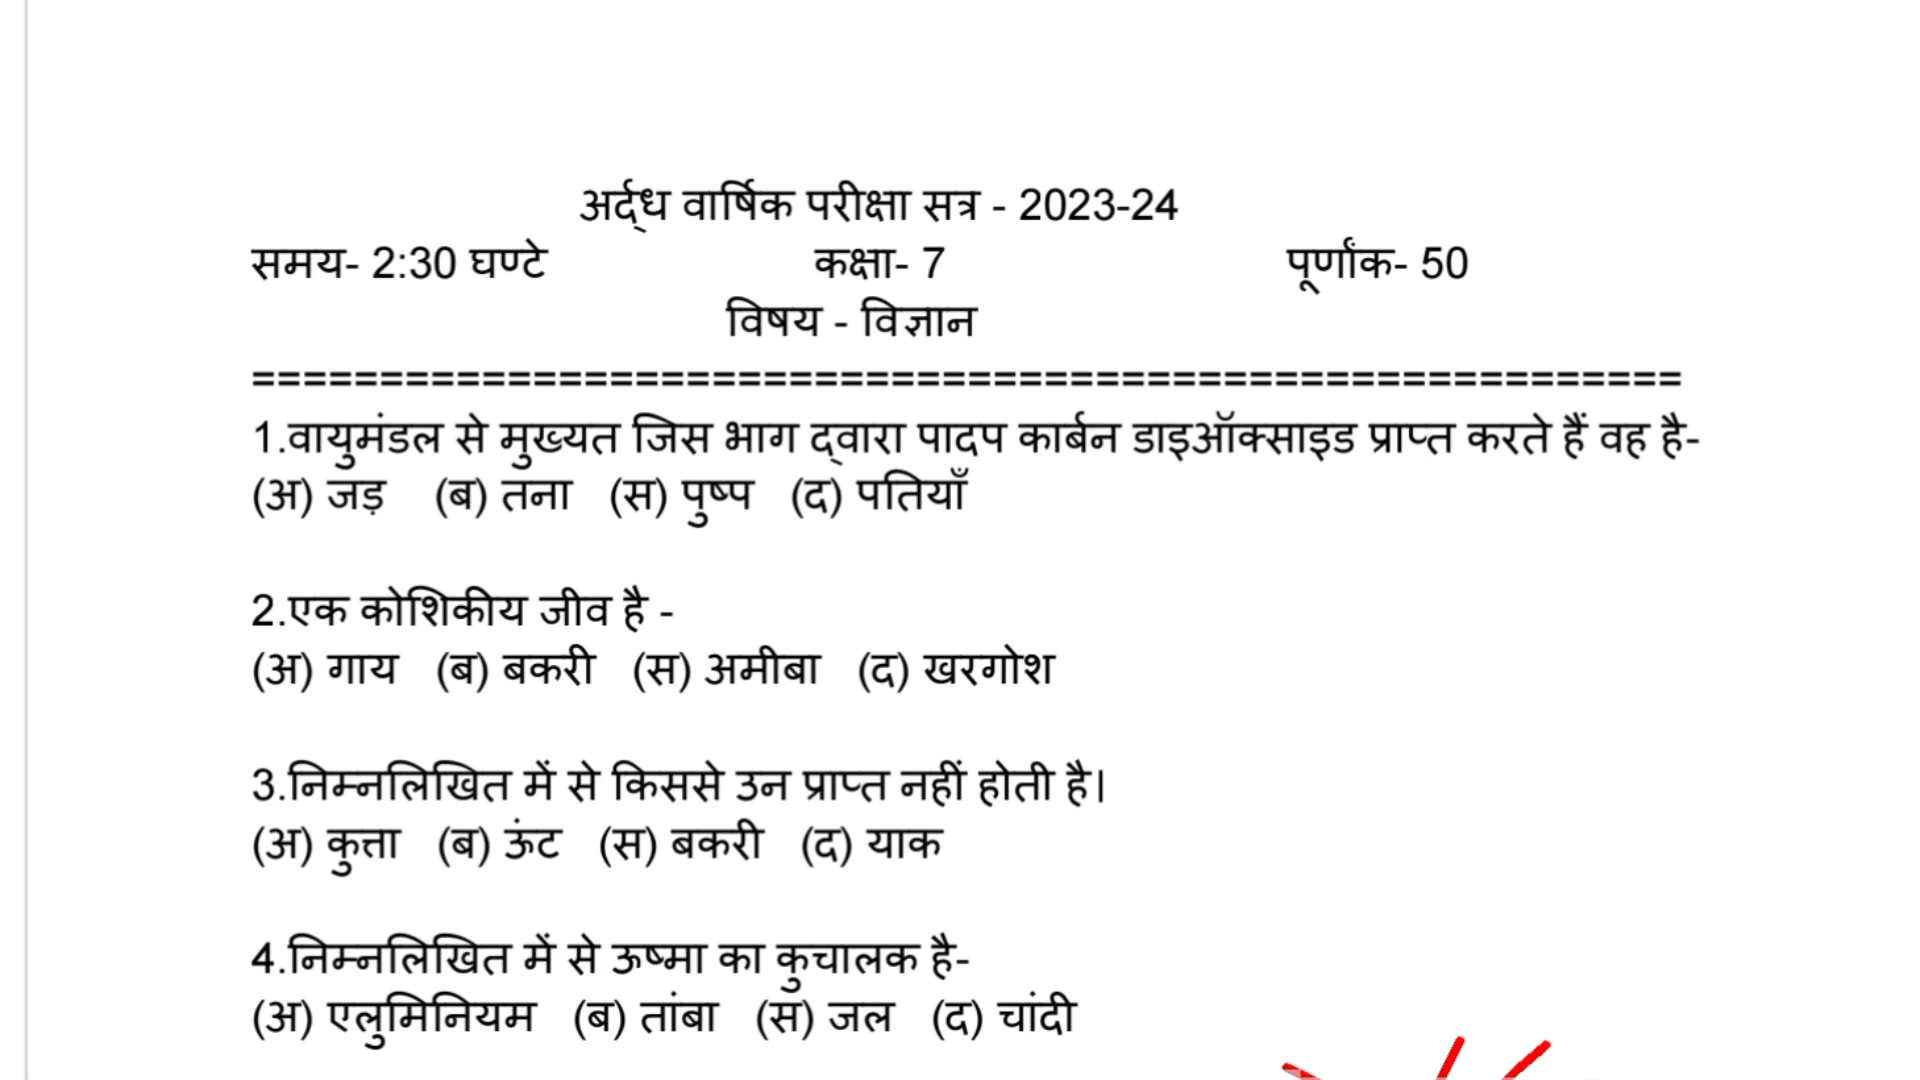 अर्द्ध वार्षिक परीक्षा सत्र - 2023-24
समय- 2:30 घण्टे कक्षा- 7 पूर्णांक- 50
विषय - विज्ञान
========================================================
1.वायुमंडल से मुख्यत जिस भाग द्वारा पादप कार्बन डाइऑक्साइड प्राप्त करते हैं वह है-
(अ) जड़ (ब) तना (स) पुष्प (द) पतियाँ
2.एक कोशिकीय जीव है -
(अ) गाय (ब) बकरी (स) अमीबा (द) खरगोश
3.निम्नलिखित में से किससे उन प्राप्त नहीं होती है।
(अ) कुत्ता (ब) ऊंट (स) बकरी (द) याक
4.निम्नलिखित में से ऊष्मा का कुचालक है-
(अ) एलुमिनियम (ब) तांबा (स) जल (द) चांदी